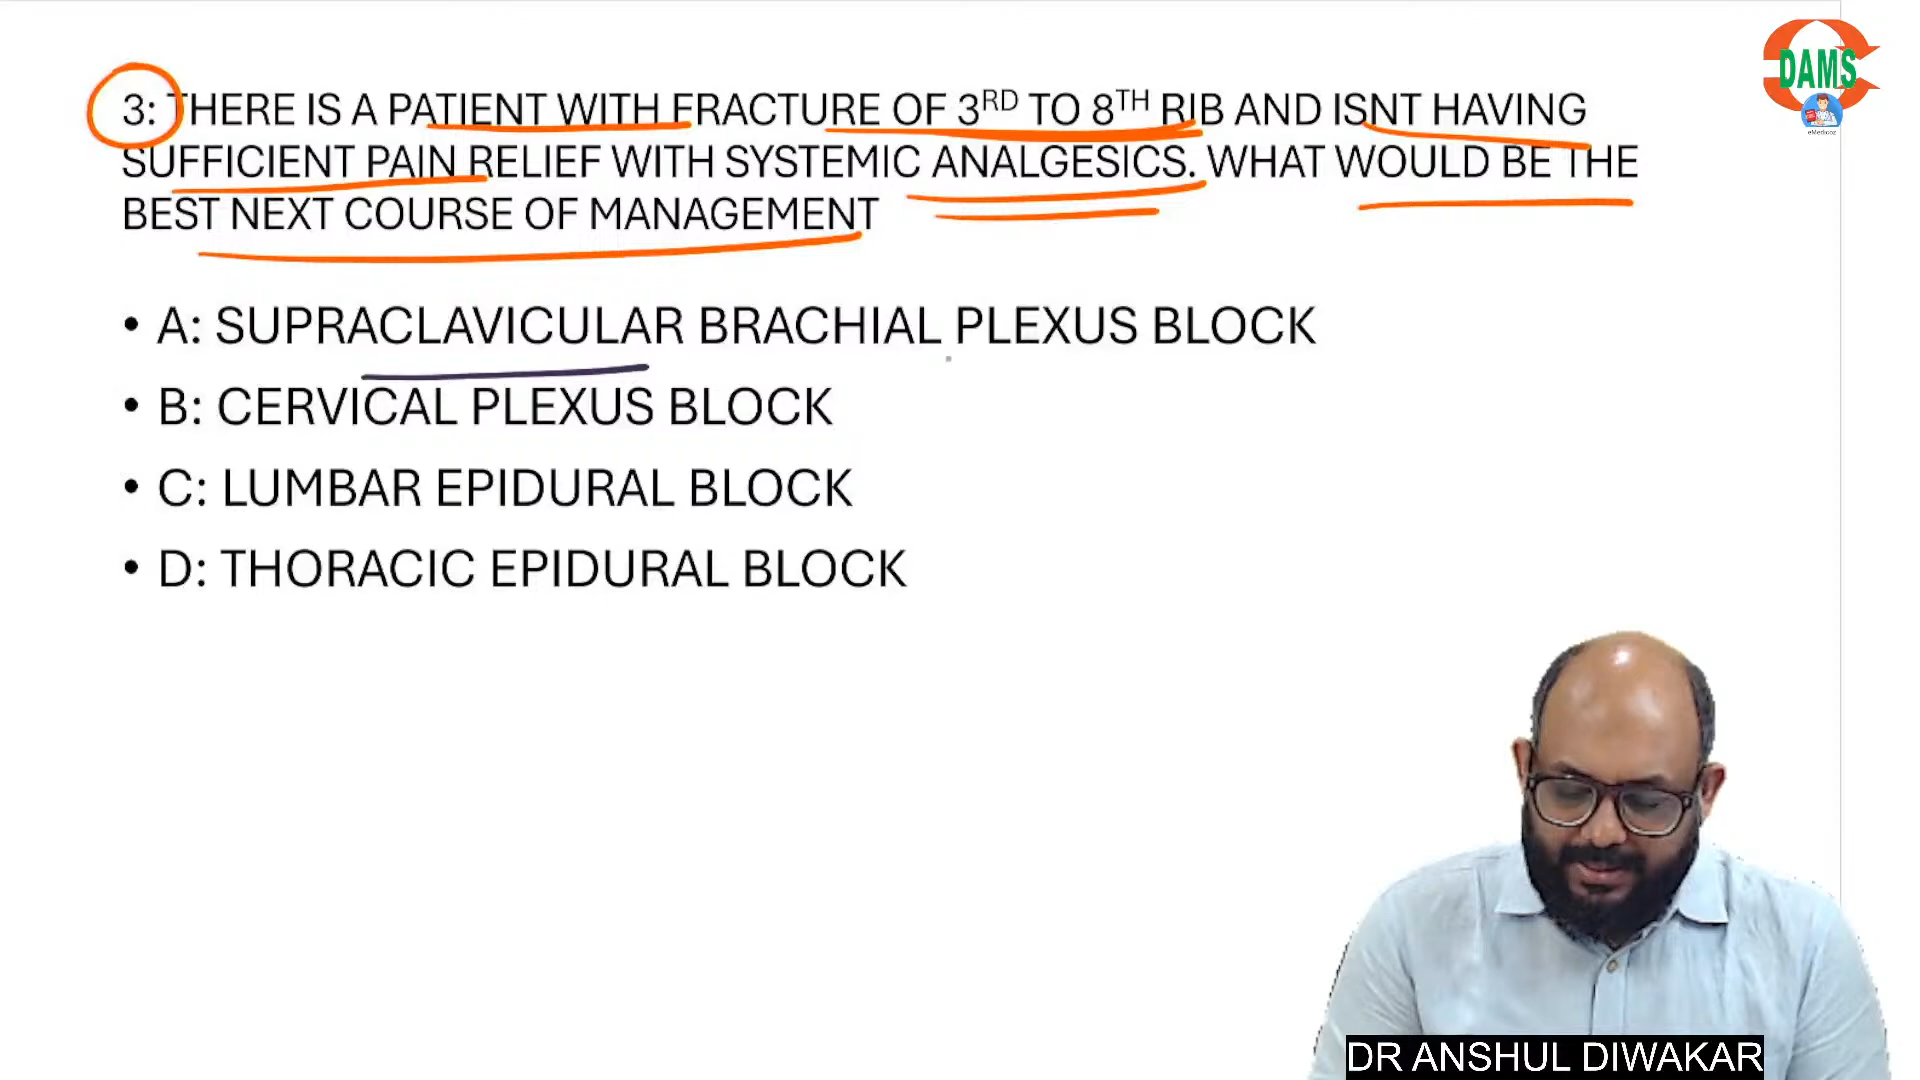 DAMS
eMedicoz
3: THERE IS A PATIENT WITH FRACTURE OF 3RD TO 8TH RIB AND ISNT HAVING
SUFFICIENT PAIN RELIEF WITH SYSTEMIC ANALGESICS. WHAT WOULD BE THE
BEST NEXT COURSE OF MANAGEMENT
• A: SUPRACLAVICULAR BRACHIAL PLEXUS BLOCK
• B: CERVICAL PLEXUS BLOCK
• C: LUMBAR EPIDURAL BLOCK
• D: THORACIC EPIDURAL BLOCK
DR ANSHUL DIWAKAR